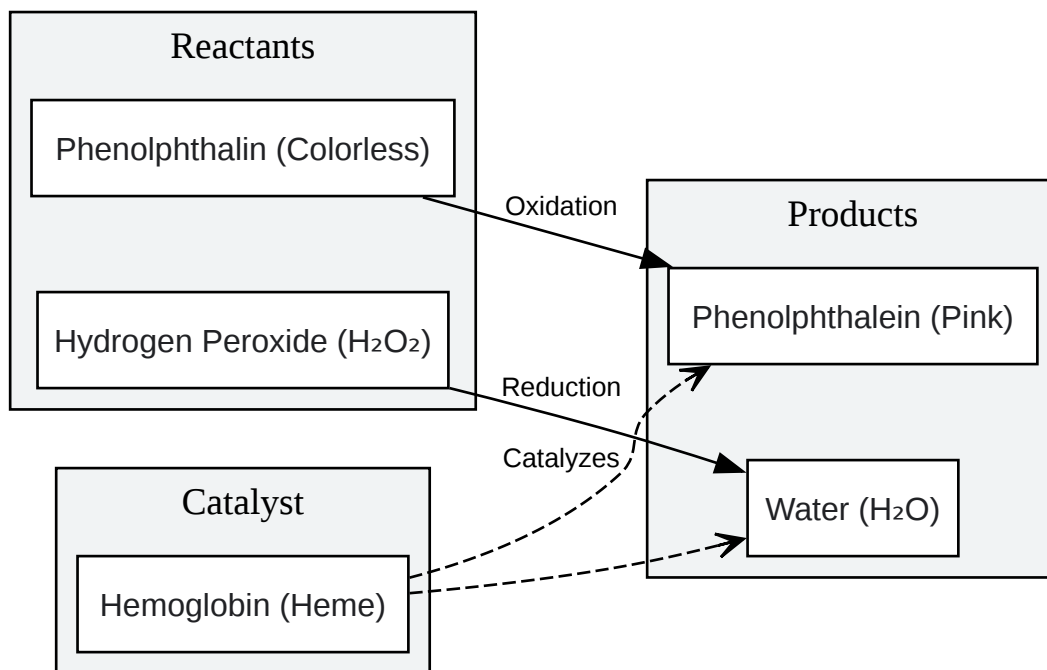 Reactants
Phenolphthalin (Colorless)
Oxidation
Products
Phenolphthalein (Pink)
Hydrogen Peroxide (H₂O₂)
Reduction
Catalyzes
Catalyst
Water (H₂O)
Hemoglobin (Heme)